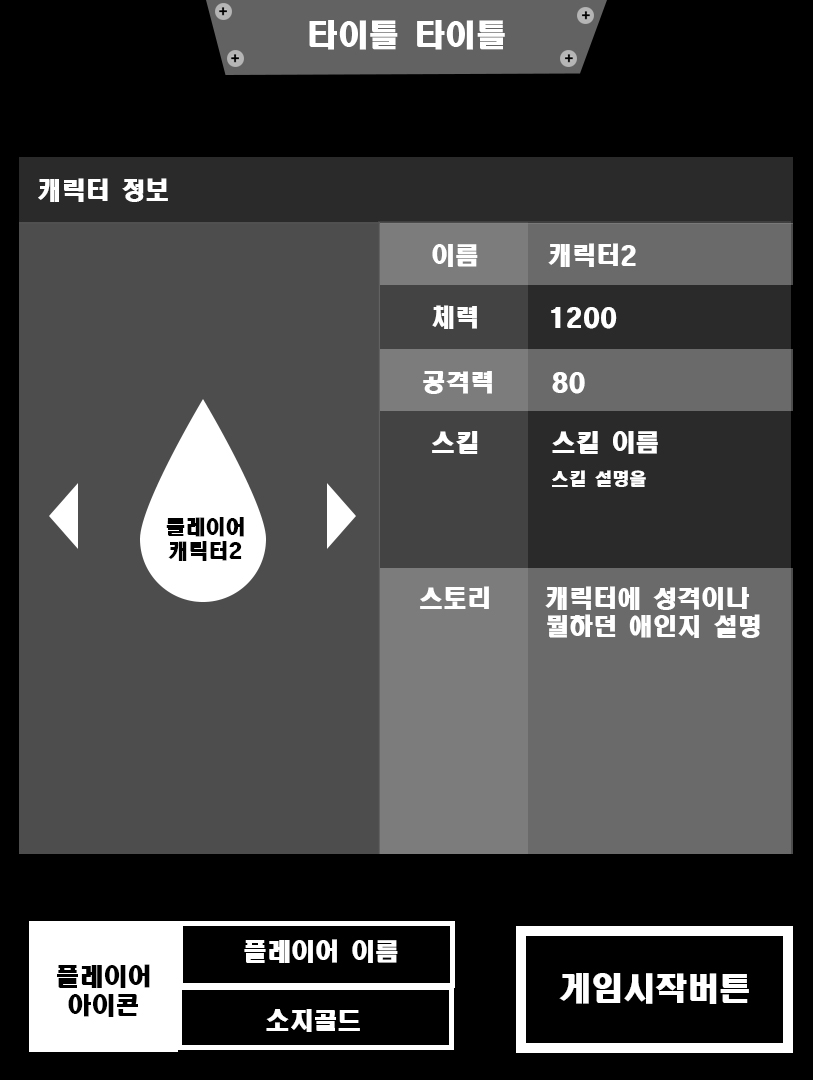 타이틀 타이틀
캐릭터 정보
이름
캐릭터2
체력
1200
공격력
80
스킬
스킬 이름
스킬 설명을
플레이어
캐릭터2
스토리
캐릭터에 성격이나
뭘하던 애인지 설명
플레이어
아이콘
플레이어 이름
소지골드
게임시작버튼